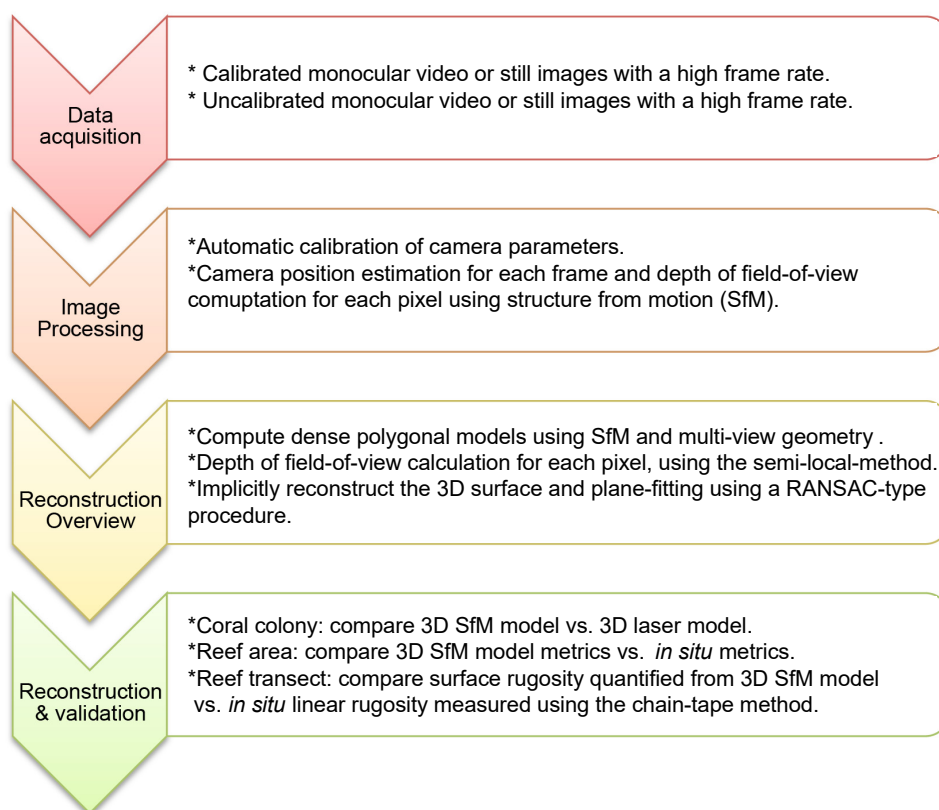 Data
acquisition
* Calibrated monocular video or still images with a high frame rate.
* Uncalibrated monocular video or still images with a high frame rate.
Image
Processing
*Automatic calibration of camera parameters.
*Camera position estimation for each frame and depth of field-of-view
comuptation for each pixel using structure from motion (SfM).
Reconstruction
Overview
*Compute dense polygonal models using SfM and multi-view geometry .
*Depth of field-of-view calculation for each pixel, using the semi-local-method.
*Implicitly reconstruct the 3D surface and plane-fitting using a RANSAC-type
procedure.
Reconstruction
& validation
*Coral colony: compare 3D SfM model vs. 3D laser model.
*Reef area: compare 3D SfM model metrics vs. in situ metrics.
*Reef transect: compare surface rugosity quantified from 3D SfM model
vs. in situ linear rugosity measured using the chain-tape method.